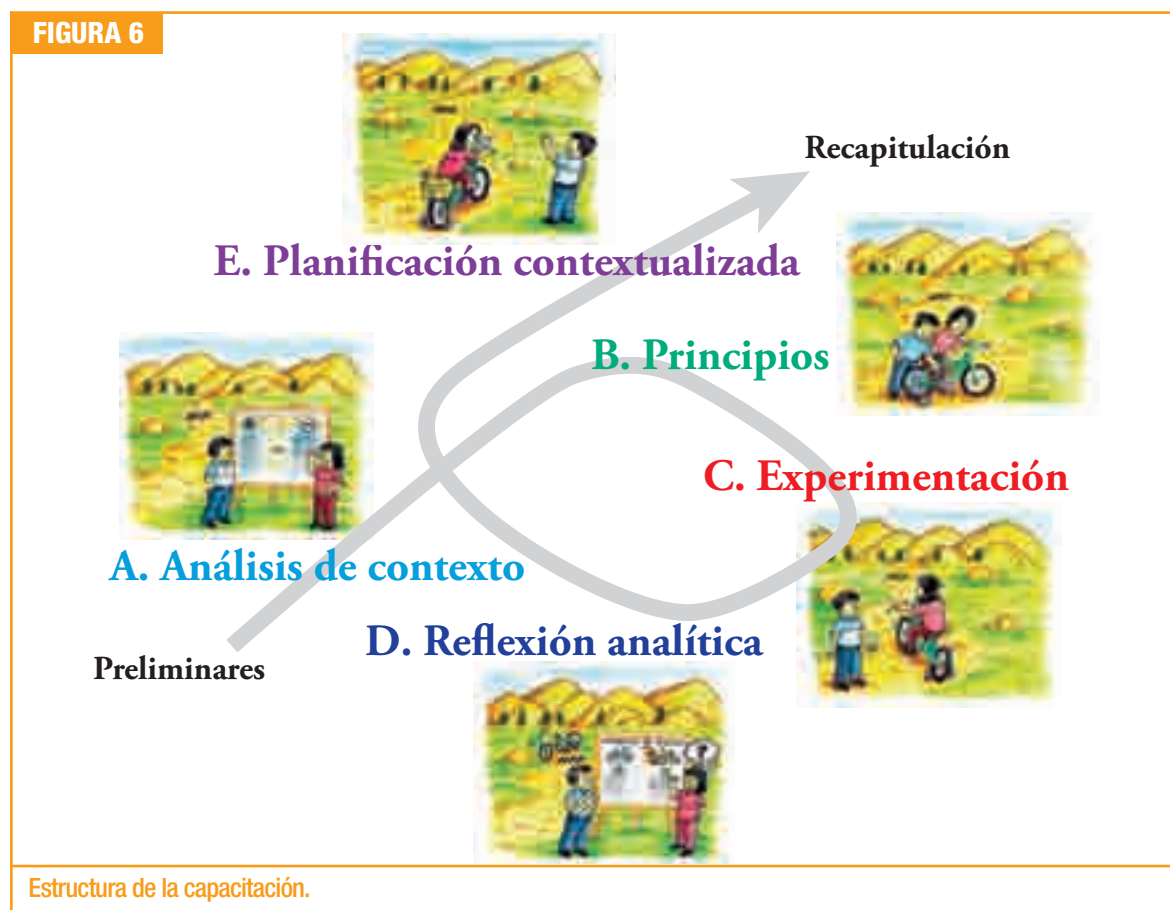 FIGURA 6
Recapitulación
E. Planificación contextualizada
B. Principios
C. Experimentación
A. Análisis de contexto
D. Reflexión analítica
Preliminares
Estructura de la capacitación.